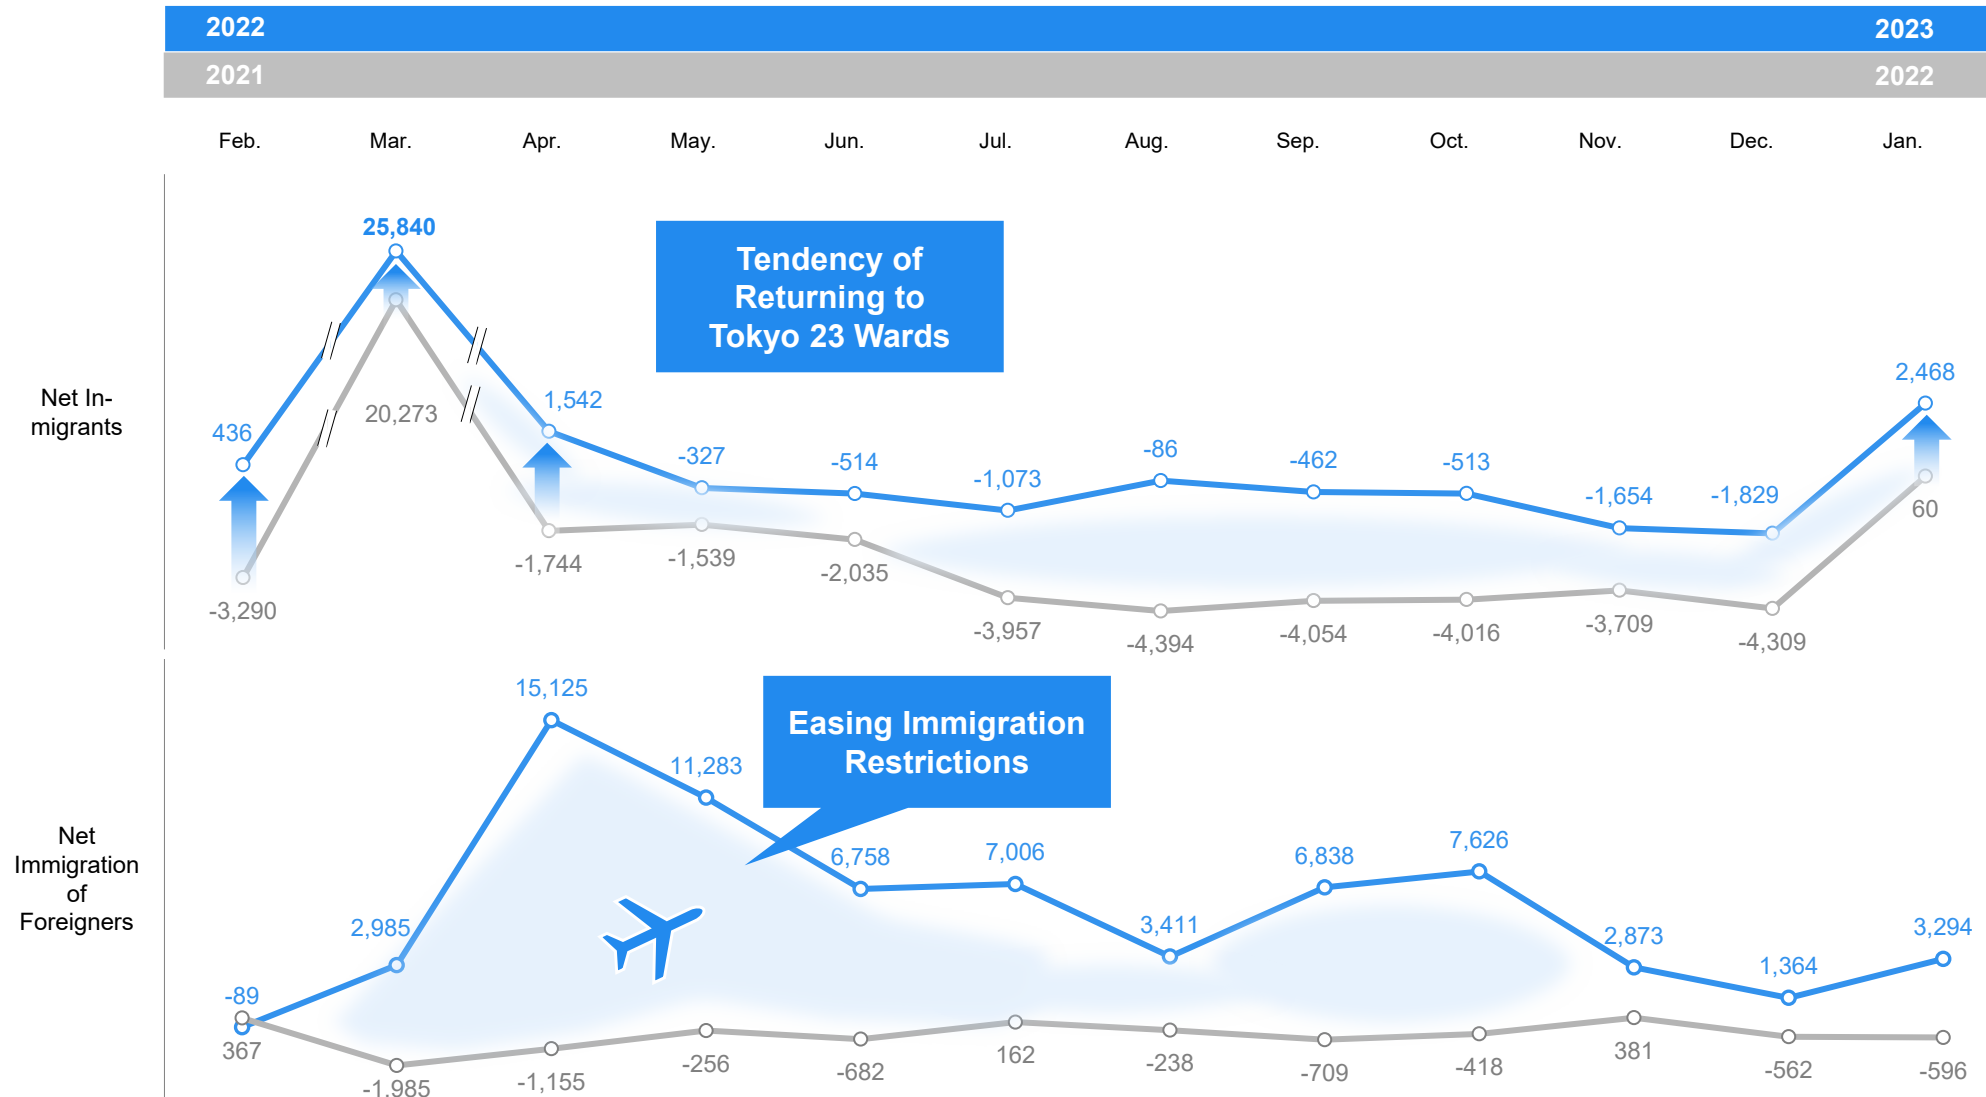 2022 2023
2021 2022
Feb. Mar. Apr. May. Jun. Jul. Aug. Sep. Oct. Nov. Dec. Jan.
Net In-
migrants
436 25,840 1,542 -327 -514 -1,073 -86 -462 -513 -1,654 -1,829 2,468
Tendency of
Returning to
Tokyo 23 Wards
-3,290 20,273 -1,744 -1,539 -2,035 -3,957 -4,394 -4,054 -4,016 -3,709 -4,309 60
Net
Immigration
of
Foreigners
-89 2,985 15,125 11,283 6,758 7,006 3,411 6,838 7,626 2,873 1,364 3,294
Easing Immigration
Restrictions
367 -1,985 -1,155 -256 -682 162 -238 -709 -418 381 -562 -596